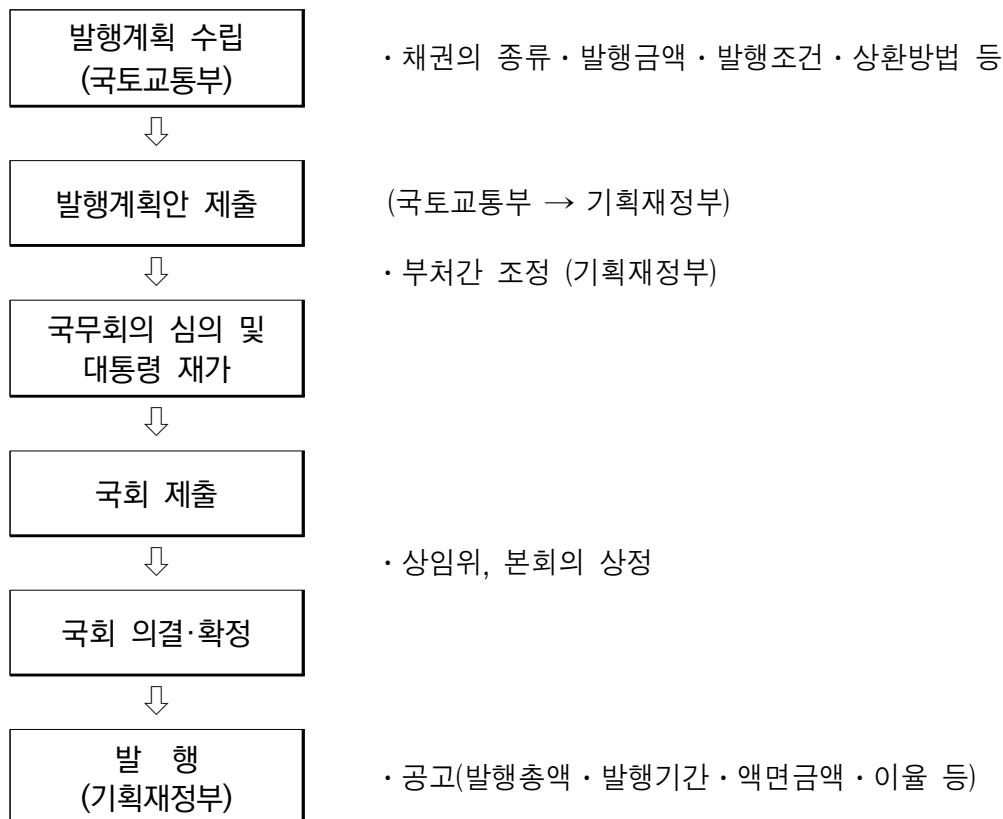 발행계획 수립
(국토교통부)
・채권의 종류・발행금액・발행조건・상환방법 등
⇩
발행계획안 제출
(국토교통부 → 기획재정부)
⇩
・부처간 조정 (기획재정부)
국무회의 심의 및
대통령 재가
⇩
국회 제출
⇩
・상임위, 본회의 상정
국회 의결·확정
⇩
발 행
(기획재정부)
・공고(발행총액・발행기간・액면금액・이율 등)